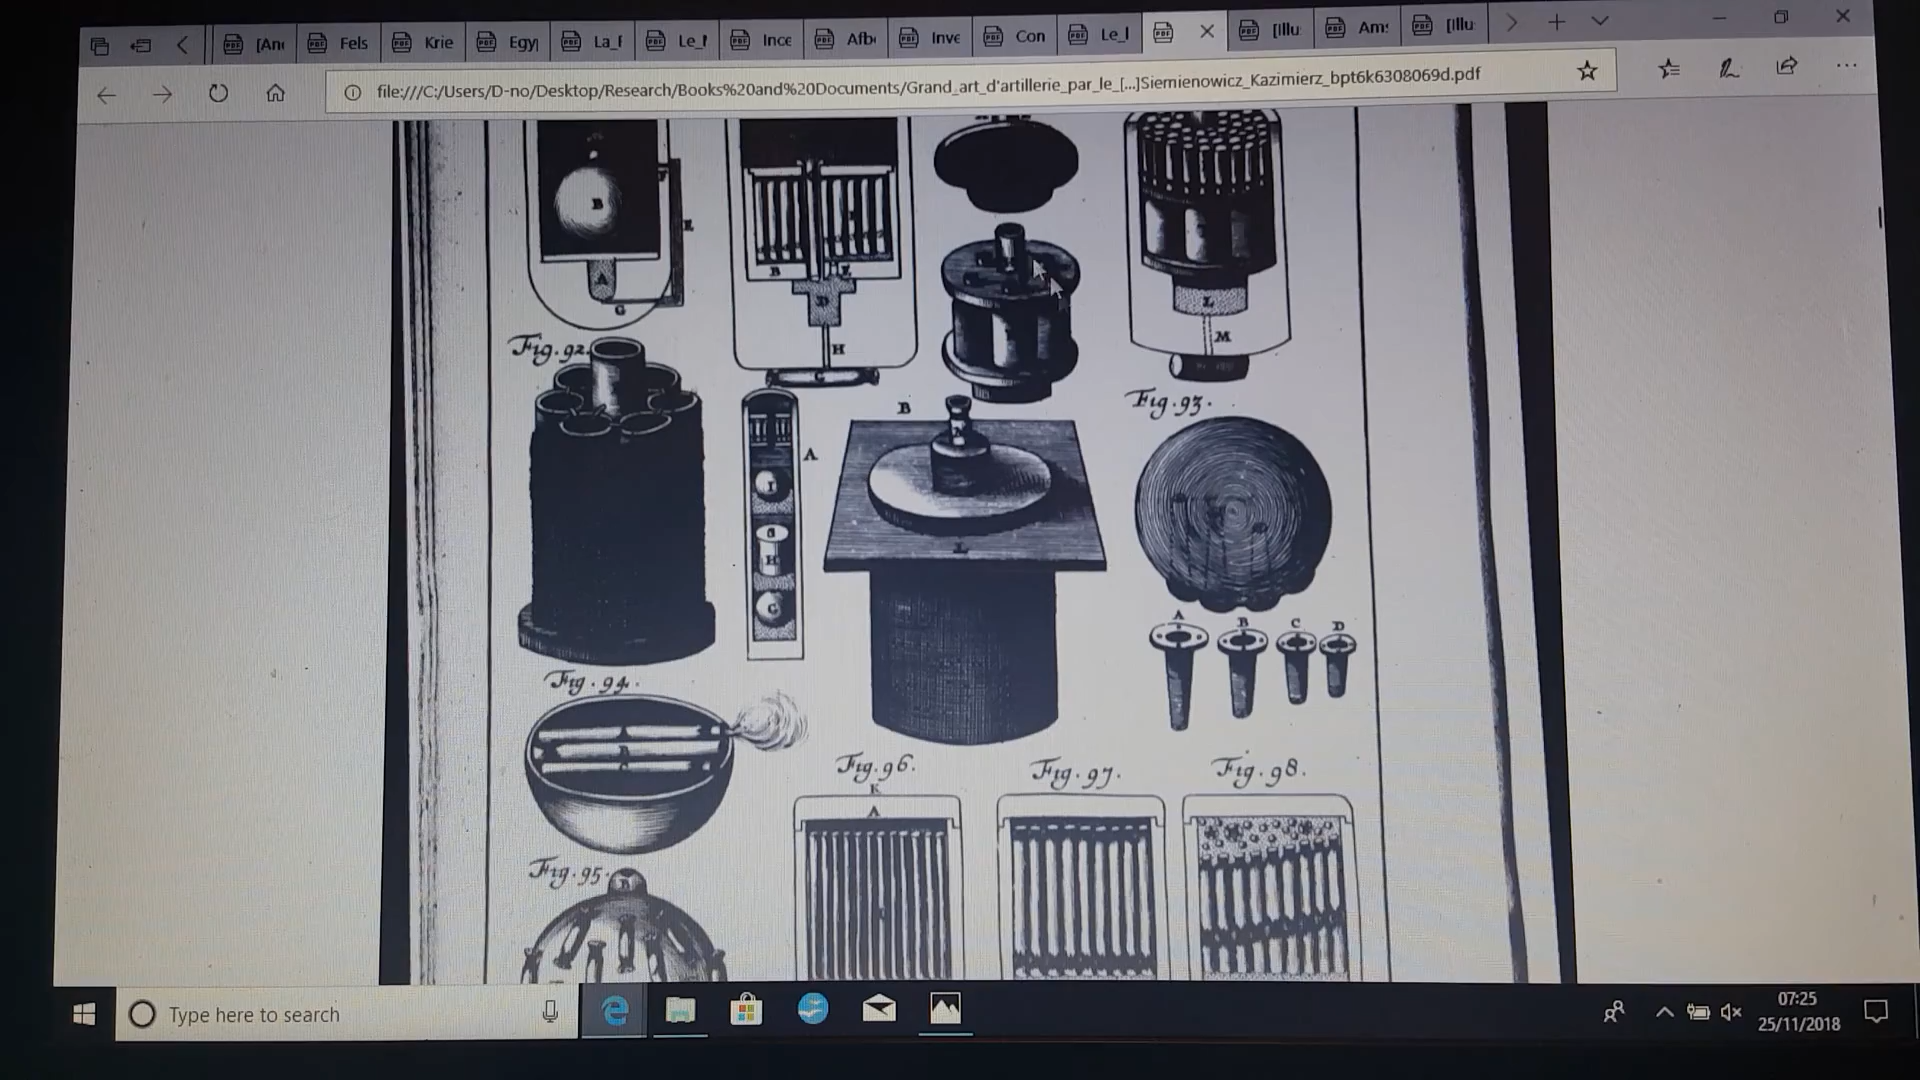 [An
Fels
Krie
Egy
La_F
Le_
Ince
Afb
Inve
Con
Le_
[Illu
Am
[Illu
file:///C:/Users/D-no/Desktop/Research/Books%20and%20Documents/Grand_art_d'artillerie_par_le_[...]Siemienowicz_Kazimierz_bpt6k6308069d.pdf
B
A
G
B
D
H
C
L
M
Fig.92.
Fig.93.
A
I
H
G
B
N
L
A
B
C
D
Fig.94.
Fig.95.
B
Fig.96.
K
A
Fig.97.
Fig.98.
Type here to search
07:25
25/11/2018